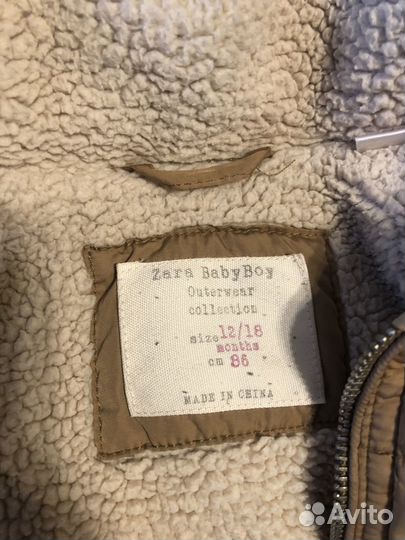 Zara BabyBoy
Outerwear
collection
size 12/18
months
cm 86
MADE IN CHINA
Avito